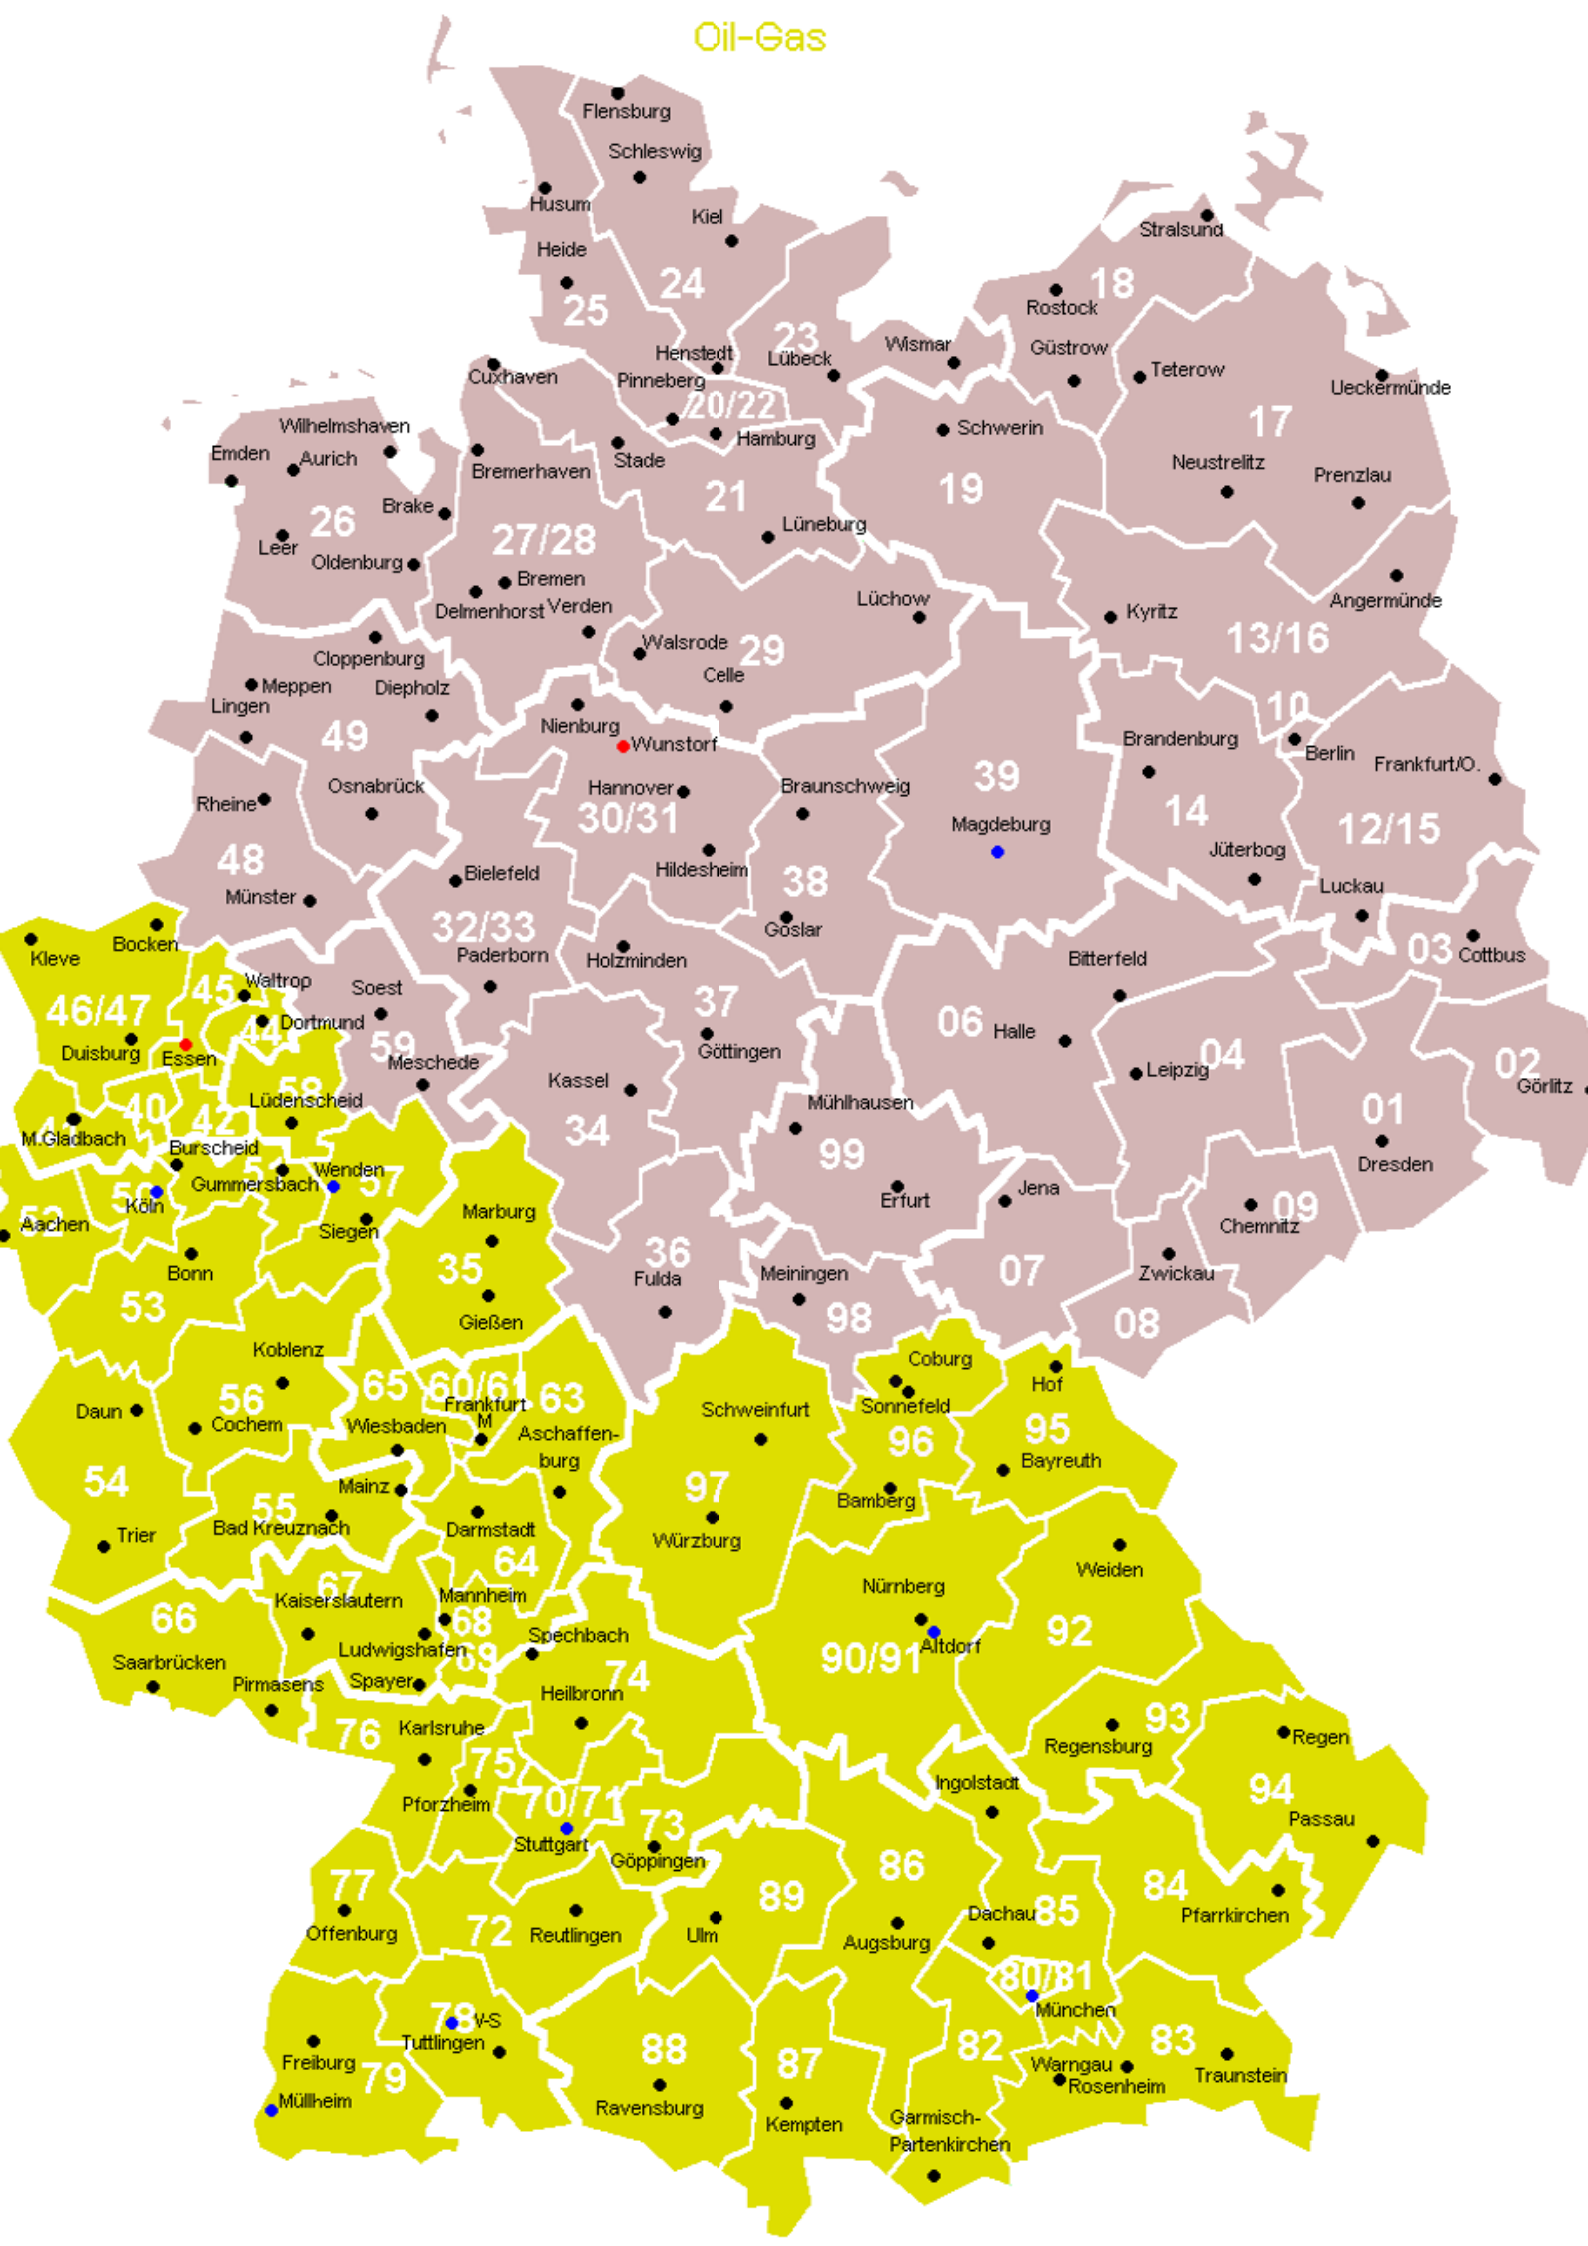 Oil-Gas
Flensburg
Schleswig
Husum
Kiel
Stralsund
Heide
24
18
25
Rostock
23
Wismar
Güstrow
Henstedt
Lübeck
Teterow
Cuxhaven
Pinneberg
Ueckermünde
20/22
17
Wilhelmshaven
Schwerin
Hamburg
Emden
Aurich
Stade
Neustrelitz
Bremerhaven
Prenzlau
19
21
Brake
26
Lüneburg
27/28
Leer
Oldenburg
Bremen
Lüchow
Angermünde
Delmenhorst
Verden
Kyritz
13/16
Walsrode
29
Cloppenburg
Celle
Meppen
Diepholz
Lingen
10
Nienburg
49
Wunstorf
Brandenburg
Berlin
Frankfurt/O.
39
Osnabrück
Hannover
Braunschweig
Rheine
14
30/31
Magdeburg
12/15
Jüterbog
48
Hildesheim
Bielefeld
38
Luckau
Münster
32/33
Goslar
Bocken
03
Kleve
Paderborn
Holzminden
Bitterfeld
Cottbus
Waltrop
45
Soest
46/47
37
06
Dortmund
44
Halle
Duisburg
Essen
59
Göttingen
04
02
Meschede
Leipzig
Kassel
Görlitz
58
Lüdenscheid
Mühlhausen
40
42
01
M.Gladbach
34
Burscheid
99
Dresden
Gummersbach
Wenden
57
Jena
50
Köln
Erfurt
52
Aachen
Marburg
09
Chemnitz
Siegen
36
35
Bonn
Fulda
Meiningen
07
Zwickau
53
98
Gießen
08
Koblenz
Coburg
65
60/61
Hof
56
63
Frankfurt
M
Daun
Cochem
Wiesbaden
Schweinfurt
Sonnefeld
Aschaffen-
burg
96
95
Bayreuth
54
Mainz
97
55
Bamberg
Bad Kreuznach
Darmstadt
Trier
Würzburg
64
Weiden
67
Nürnberg
Kaiserslautern
Mannheim
66
68
92
Spechbach
Ludwigshafen
Altdorf
90/91
69
Saarbrücken
74
Pirmasens
Spayer
Heilbronn
93
76
Karlsruhe
Regen
Regensburg
75
Ingolstadt
94
Pforzheim
70/71
Passau
73
Stuttgart
Göppingen
86
77
89
84
85
Dachau
Pfarrkirchen
Offenburg
72
Reutlingen
Ulm
Augsburg
80/81
München
78
V-S
Tuttlingen
82
83
88
87
Freiburg
79
Warngau
Rosenheim
Traunstein
Müllheim
Ravensburg
Kempten
Garmisch-
Partenkirchen